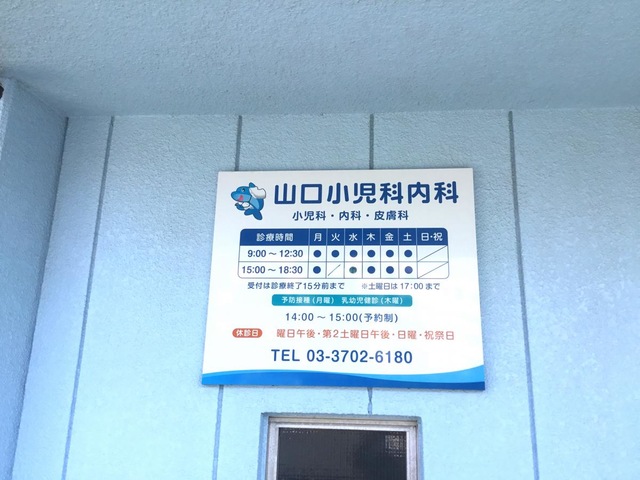 山口小児科内科
小児科・内科・皮膚科
診療時間 月 火 水 木 金 土 日・祝
9:00～12:30 ● ● ● ● ● ● ／
15:00～18:30 ● ／ ● ● ● ● ／
受付は診療終了15分前まで ※土曜日は17:00まで
予防接種(月曜) 乳幼児健診(木曜)
14:00～15:00(予約制)
休診日 曜日午後・第2土曜日午後・日曜・祝祭日
TEL 03-3702-6180